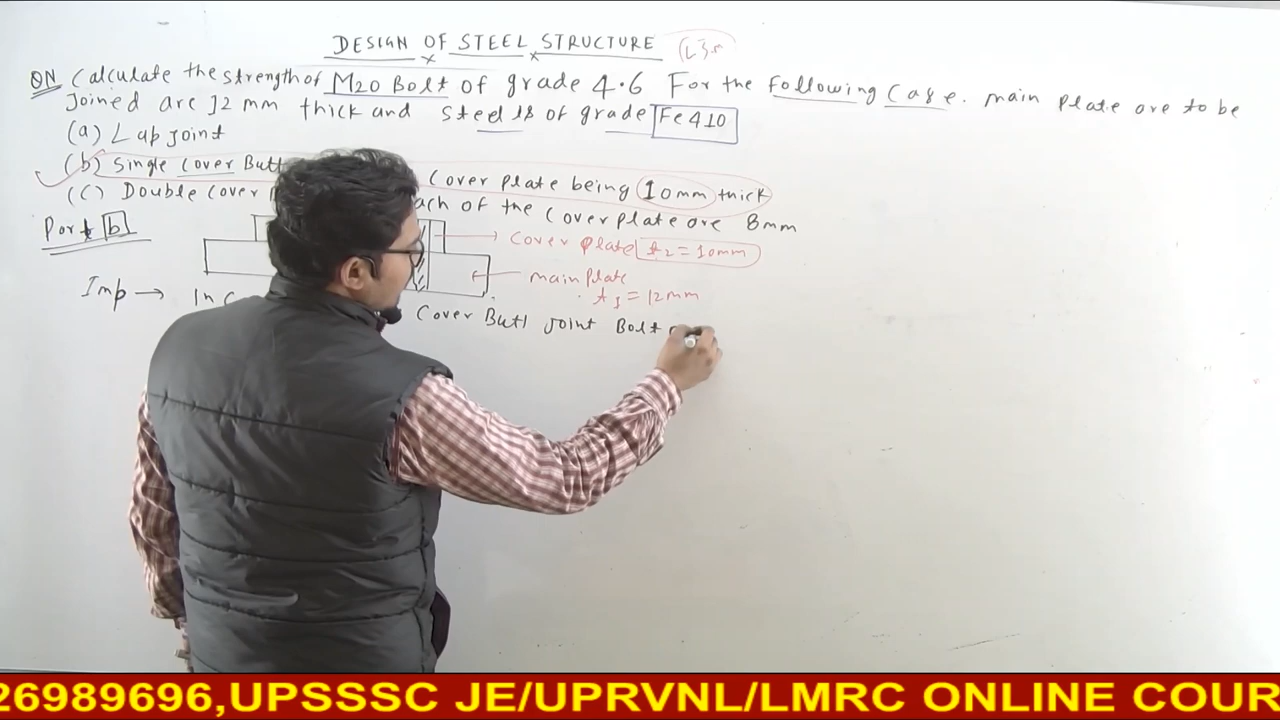 DESIGN OF STEEL STRUCTURE
QN Calculate the strength of M20 Bolt of grade 4.6 For the Following Case. main plate are to be
joined are 12 mm thick and steel is of grade Fe 410
(a) Lap joint
(b) Single cover Butt Cover plate being 10mm thick
(C) Double cover each of the Cover plate are 8mm
Part b
Cover plate t2 = 10mm
main plate
t1 = 12mm
Imp → In Cover Butt Joint Bolt
26989696,UPSSSC JE/UPRVNL/LMRC ONLINE COUR